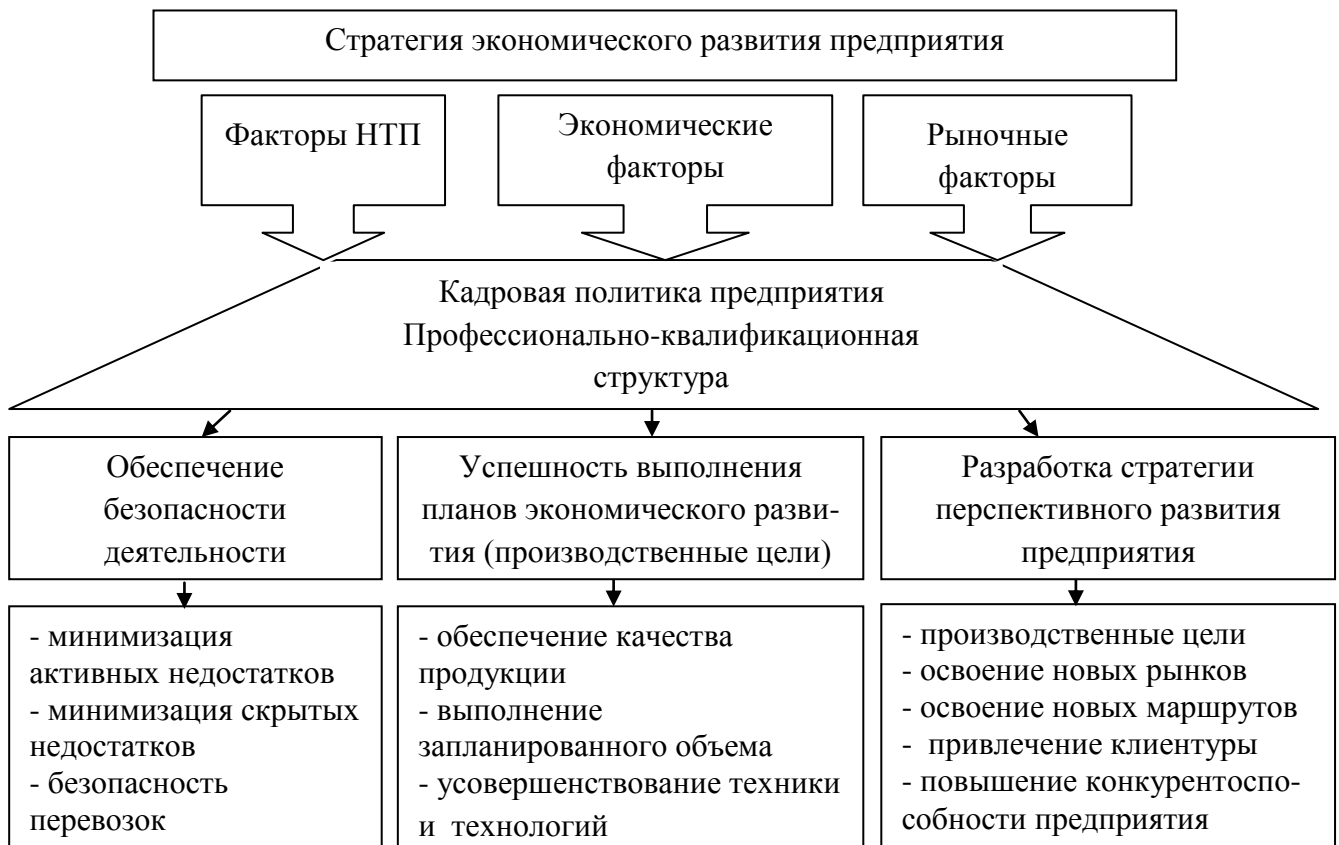 Стратегия экономического развития предприятия
Факторы НТП
Экономические
факторы
Рыночные
факторы
Кадровая политика предприятия
Профессионально-квалификационная
структура
Обеспечение
безопасности
деятельности
Успешность выполнения
планов экономического разви-
тия (производственные цели)
Разработка стратегии
перспективного развития
предприятия
- минимизация
активных недостатков
- минимизация скрытых
недостатков
- безопасность
перевозок
- обеспечение качества
продукции
- выполнение
запланированного объема
- усовершенствование техники
и технологий
- производственные цели
- освоение новых рынков
- освоение новых маршрутов
- привлечение клиентуры
- повышение конкурентоспо-
собности предприятия